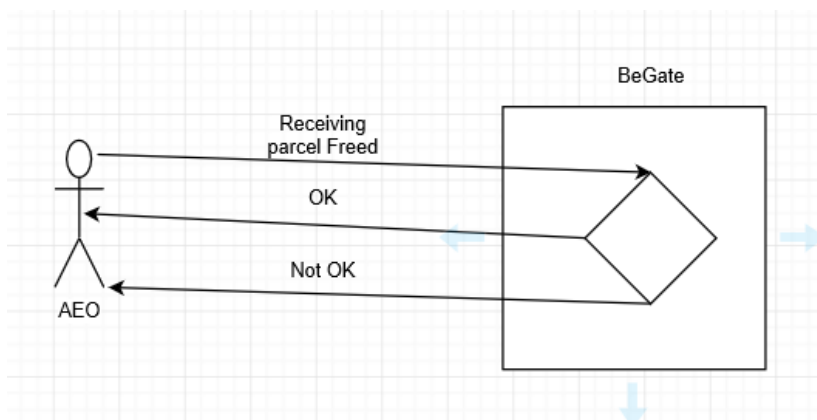 BeGate
Receiving
parcel Freed
OK
Not OK
AEO